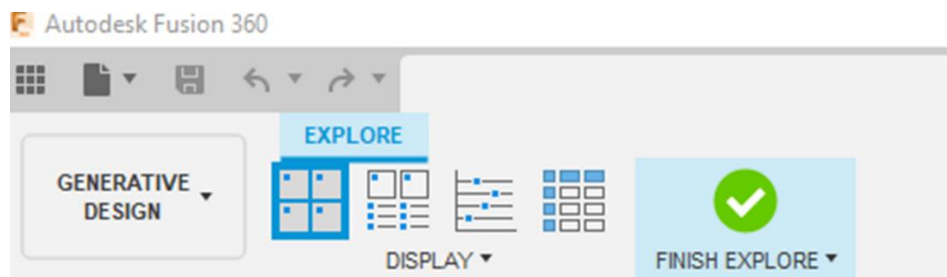 Autodesk Fusion 360
EXPLORE
GENERATIVE
DESIGN
DISPLAY
FINISH EXPLORE